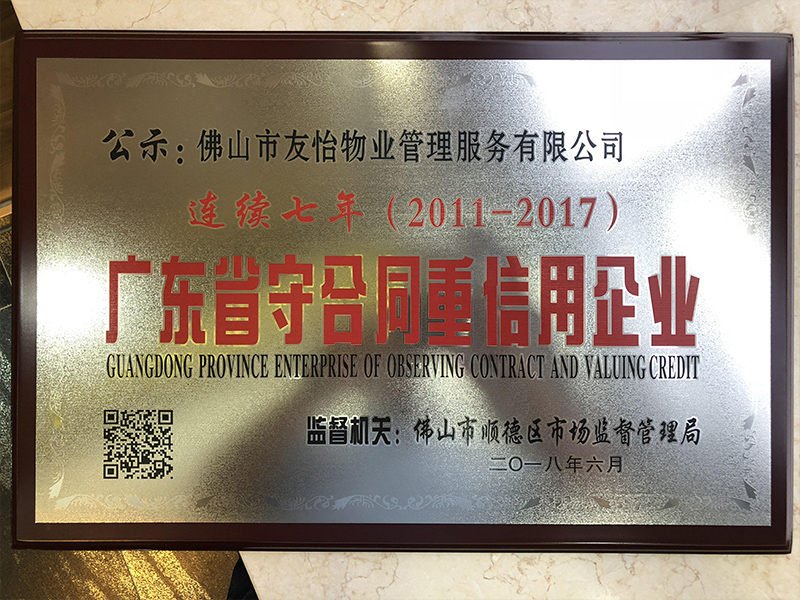 公示：佛山市友怡物业管理服务有限公司
连续七年（2011-2017）
广东省守合同重信用企业
GUANGDONG PROVINCE ENTERPRISE OF OBSERVING CONTRACT AND VALUING CREDIT
监督机关：佛山市顺德区市场监督管理局
二〇一八年六月